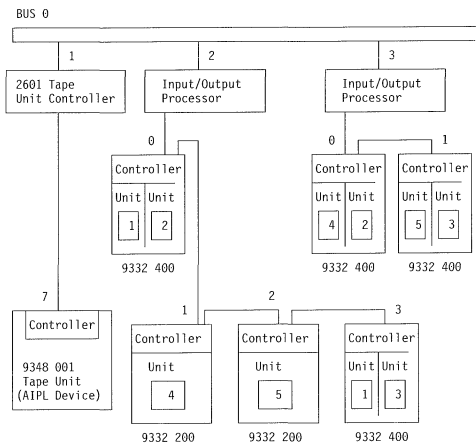 BUS 0
1
2
3
2601 Tape
Unit Controller
Input/Output
Processor
Input/Output
Processor
0
0
1
Controller
Unit Unit
1 2
9332 400
Controller
Unit Unit
4 2
9332 400
Controller
Unit Unit
5 3
9332 400
7
1
2
3
Controller
9348 001
Tape Unit
(AIPL Device)
Controller
Unit
4
9332 200
Controller
Unit
5
9332 200
Controller
Unit Unit
1 3
9332 400